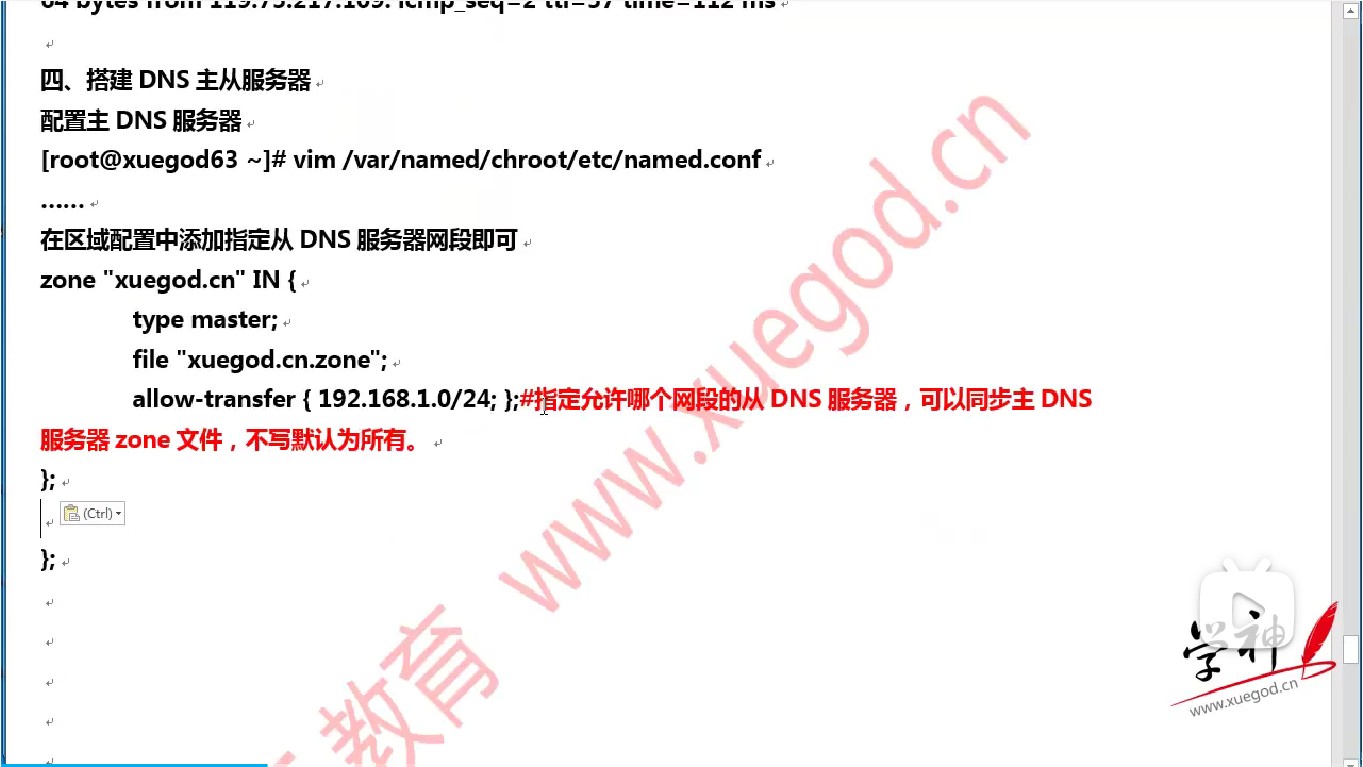 64 bytes from 119.75.217.109: icmp_seq=2 ttl=57 time=112 ms
四、搭建 DNS 主从服务器
配置主 DNS 服务器
[root@xuegod63 ~]# vim /var/named/chroot/etc/named.conf
……
在区域配置中添加指定从 DNS 服务器网段即可
zone "xuegod.cn" IN {
type master;
file "xuegod.cn.zone";
allow-transfer { 192.168.1.0/24; };#指定允许哪个网段的从 DNS 服务器，可以同步主 DNS
服务器 zone 文件，不写默认为所有。
};
(Ctrl)
};
教育 www.xuegod.cn
学神
www.xuegod.cn